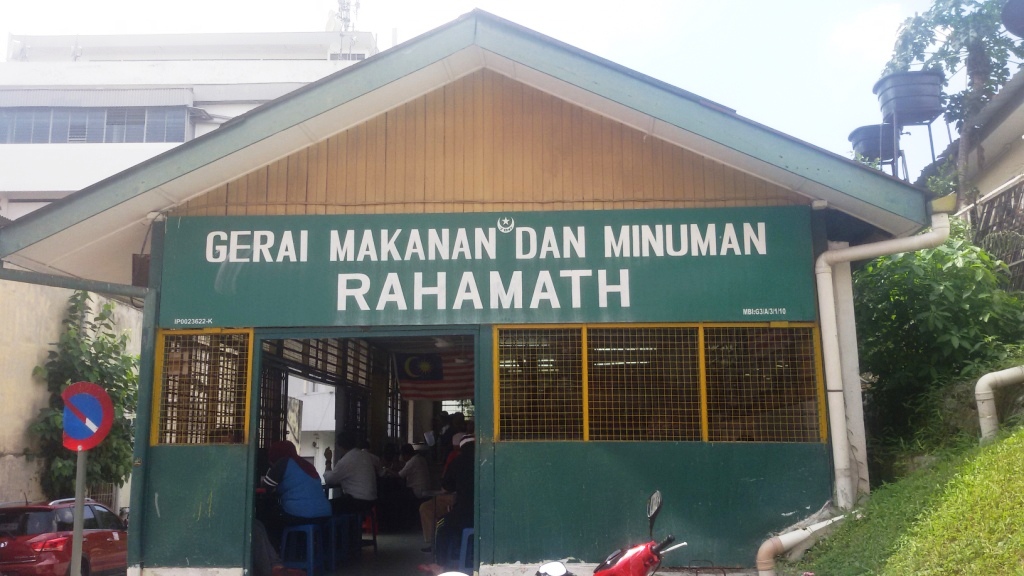 GERAI MAKANAN DAN MINUMAN
RAHAMATH
IP0023622-K
MBI:G3/A/3/1/10